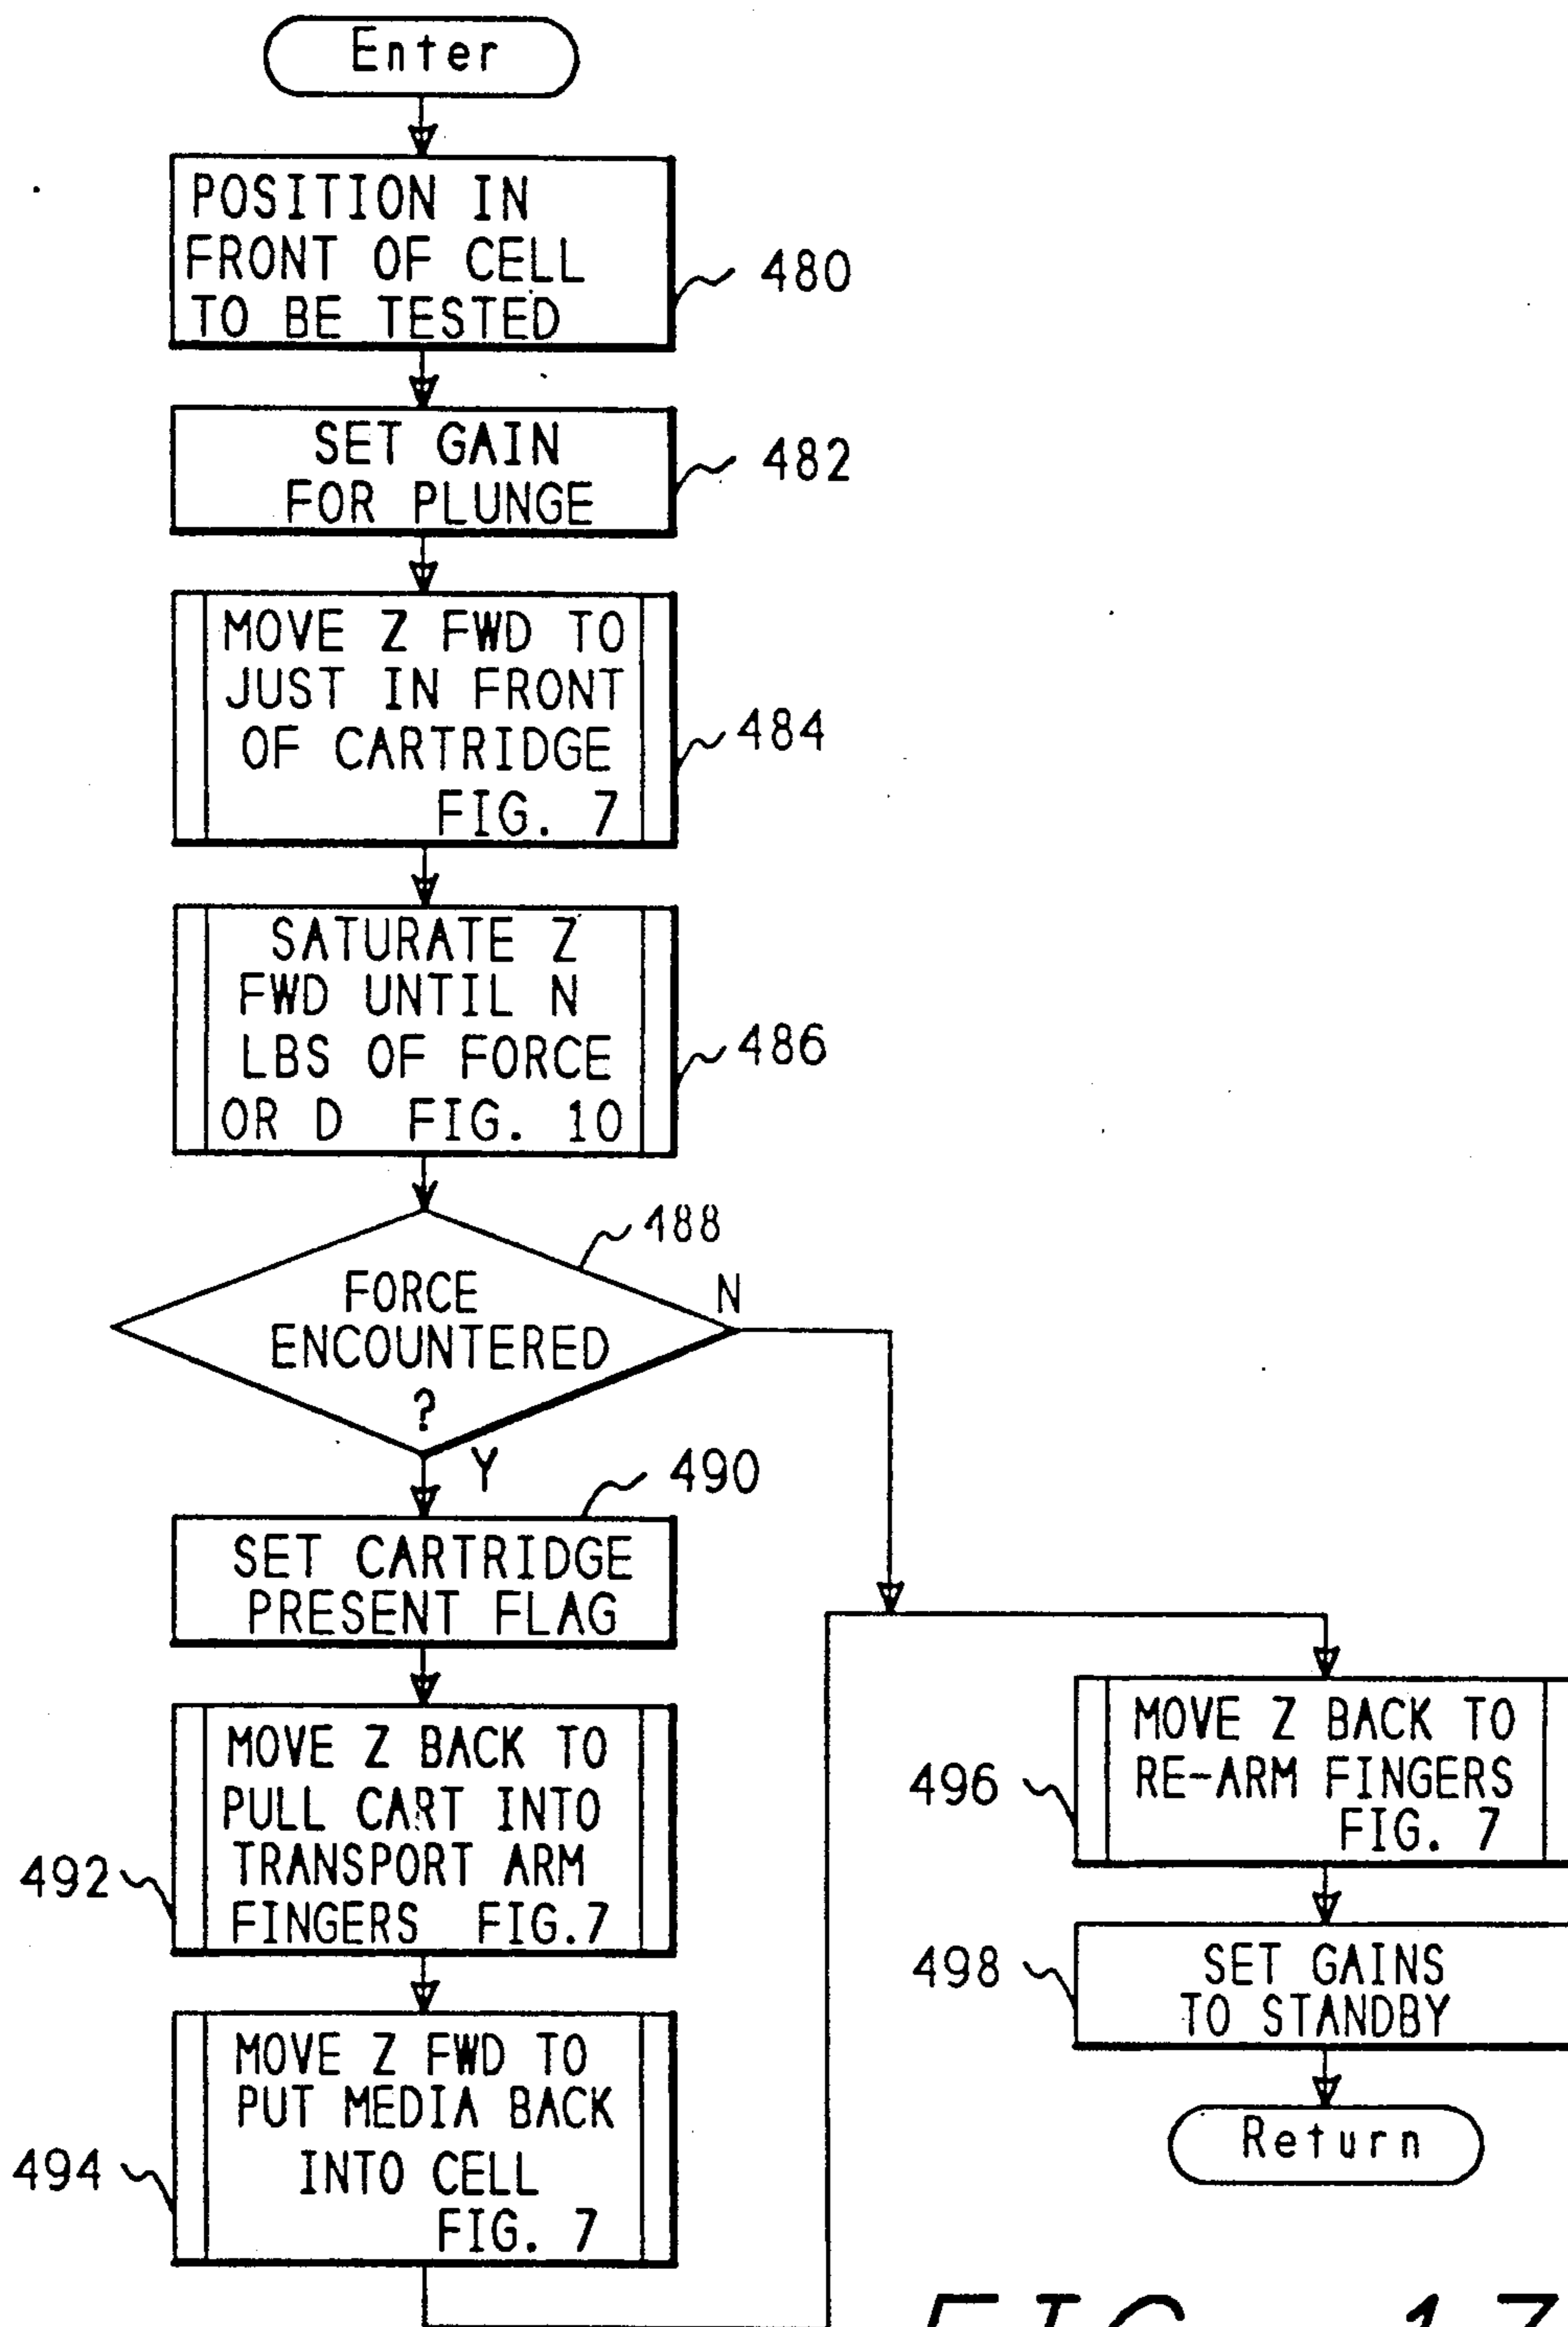 Enter
POSITION IN
FRONT OF CELL
TO BE TESTED
480
SET GAIN
FOR PLUNGE
482
MOVE Z FWD TO
JUST IN FRONT
OF CARTRIDGE
FIG. 7
484
SATURATE Z
FWD UNTIL N
LBS OF FORCE
OR D FIG. 10
486
488
FORCE
ENCOUNTERED
?
N
Y
490
SET CARTRIDGE
PRESENT FLAG
MOVE Z BACK TO
PULL CART INTO
TRANSPORT ARM
FINGERS FIG.7
492
MOVE Z FWD TO
PUT MEDIA BACK
INTO CELL
FIG. 7
494
MOVE Z BACK TO
RE-ARM FINGERS
FIG. 7
496
SET GAINS
TO STANDBY
498
Return